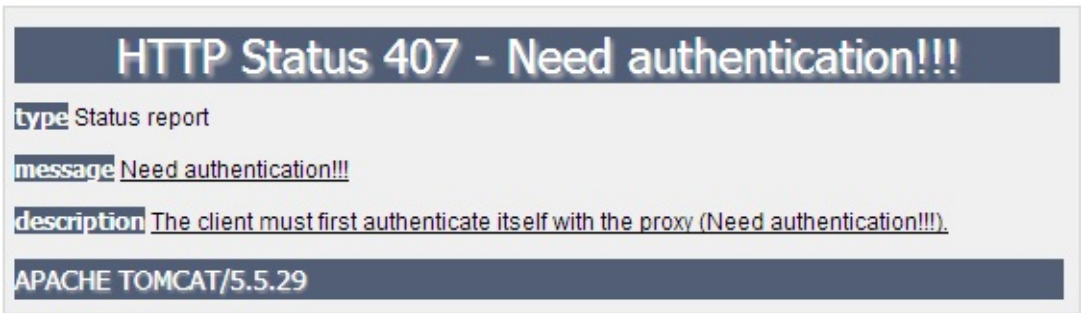 HTTP Status 407 - Need authentication!!!
type Status report
message Need authentication!!!
description The client must first authenticate itself with the proxy (Need authentication!!!).
APACHE TOMCAT/5.5.29